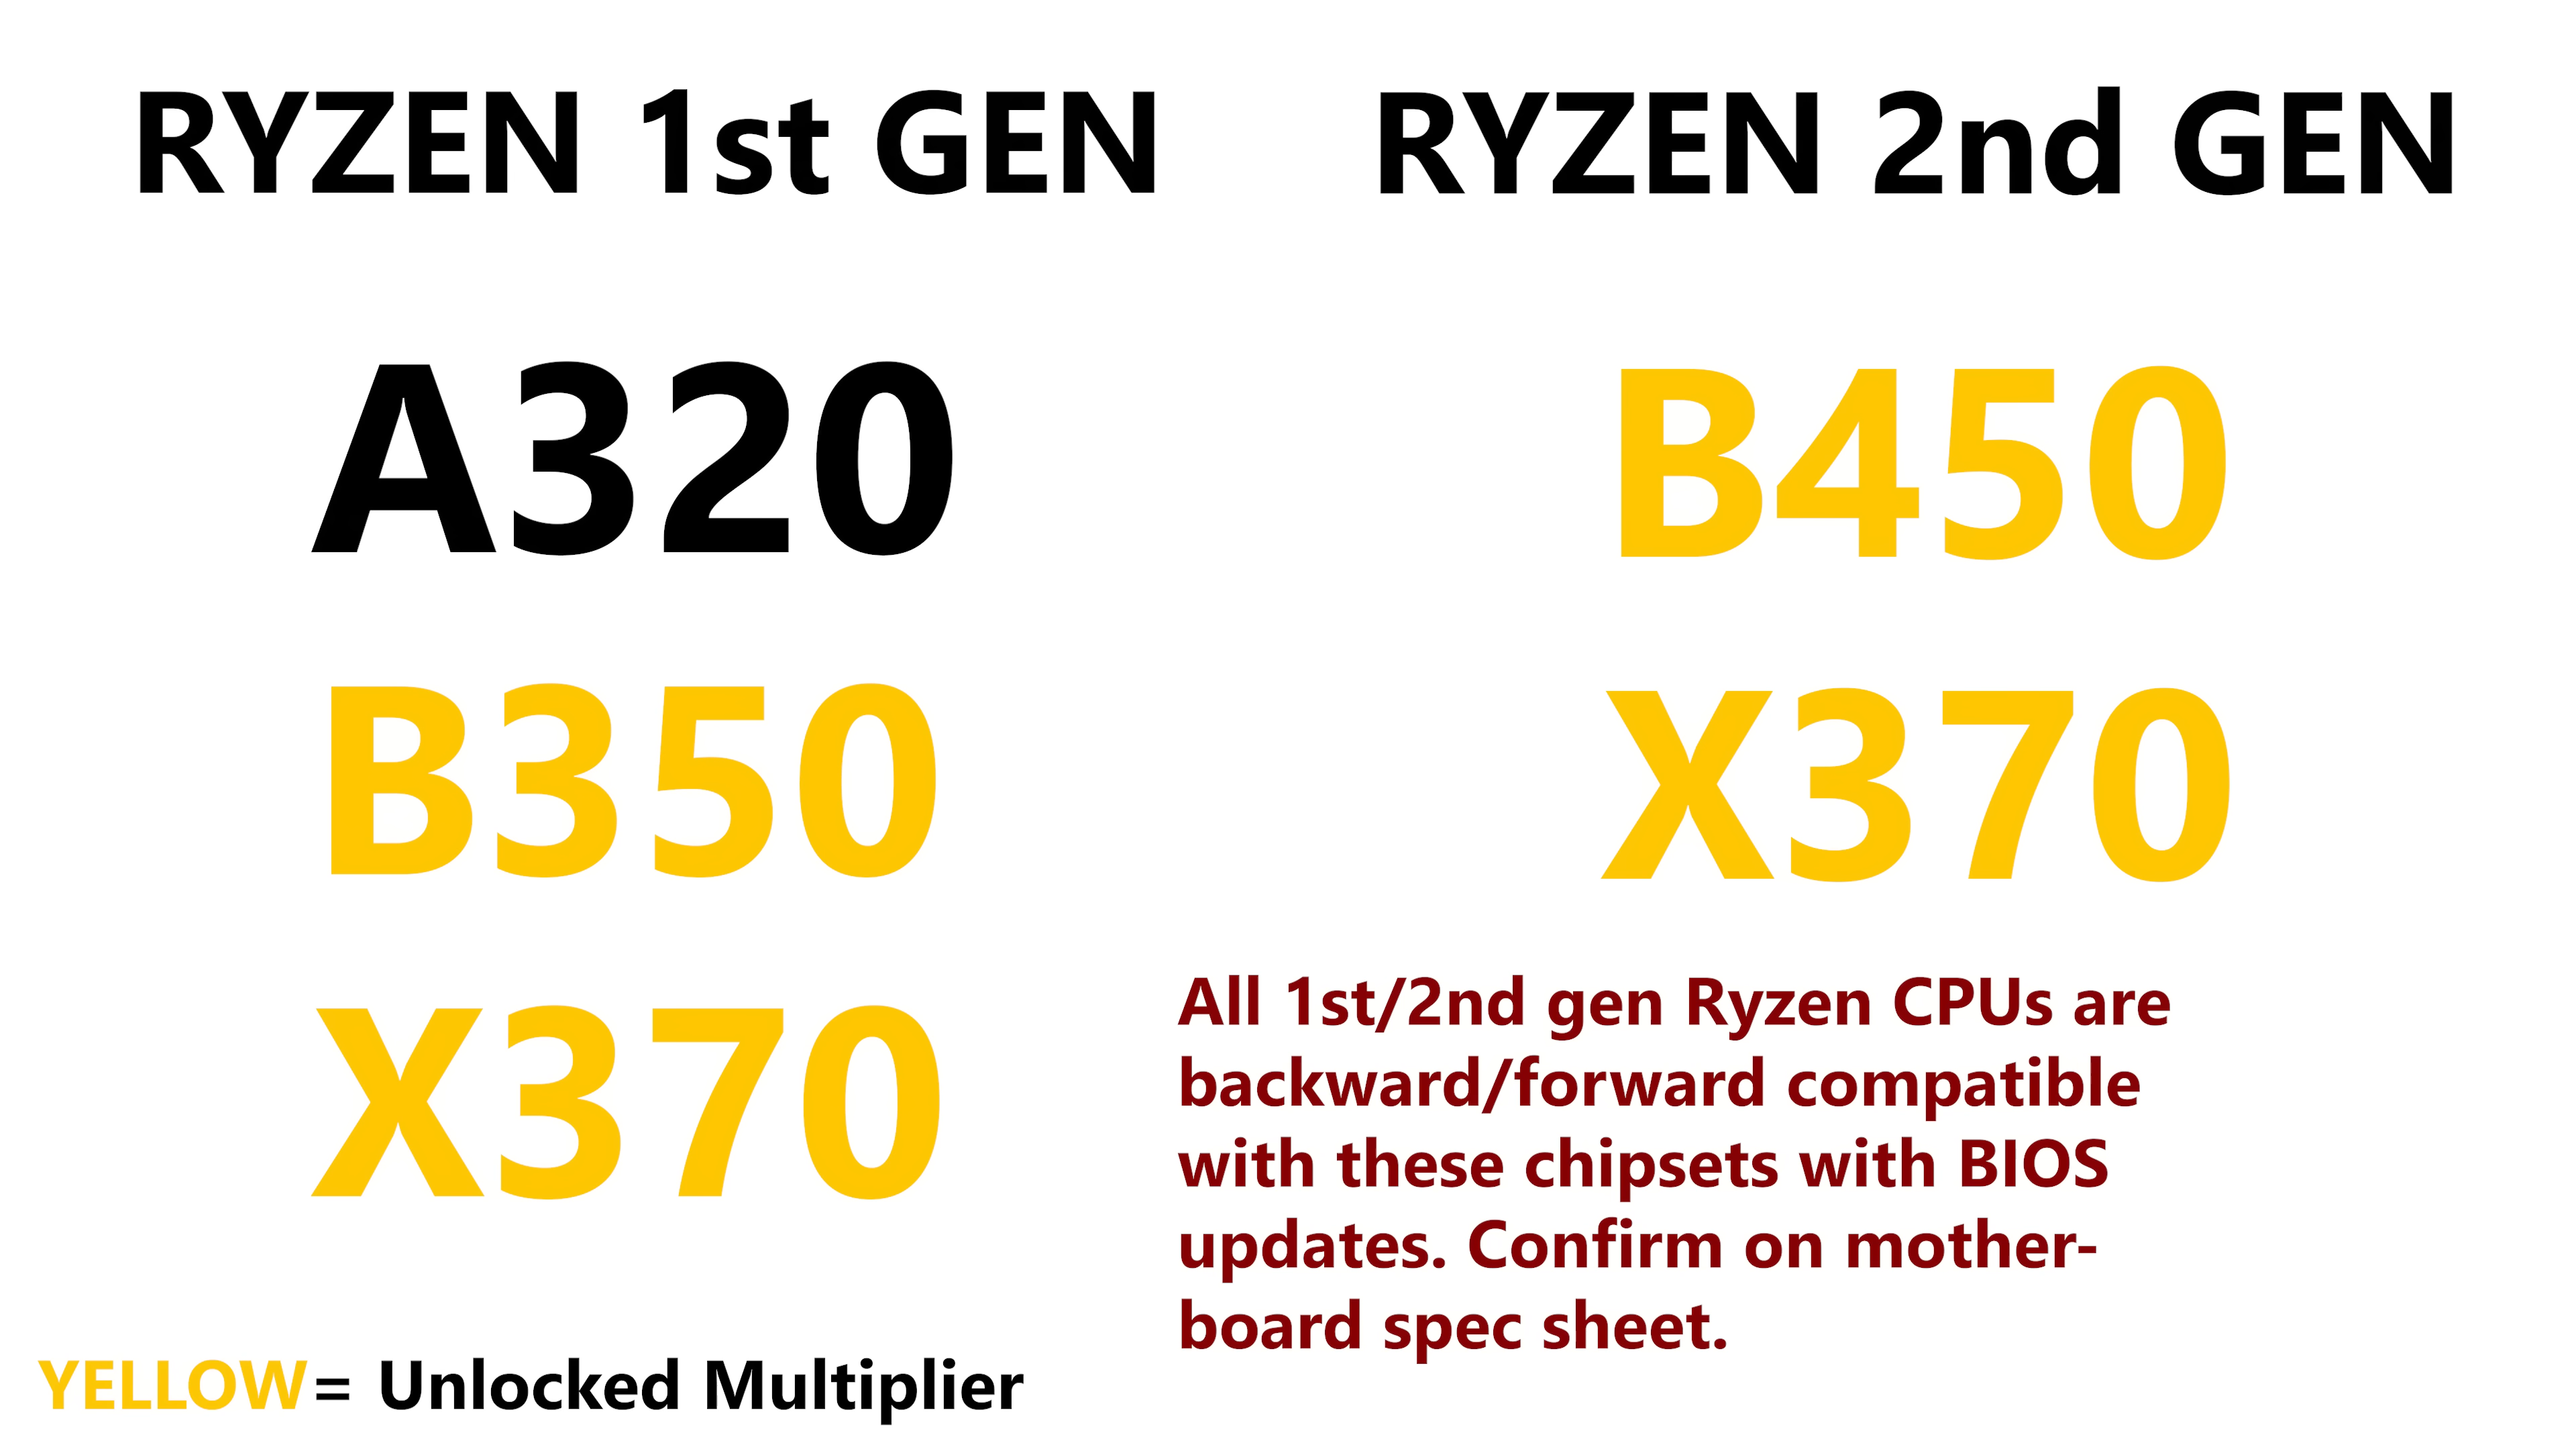 RYZEN 1st GEN
A320
B350
X370
YELLOW= Unlocked Multiplier
RYZEN 2nd GEN
B450
X370
All 1st/2nd gen Ryzen CPUs are
backward/forward compatible
with these chipsets with BIOS
updates. Confirm on mother-
board spec sheet.